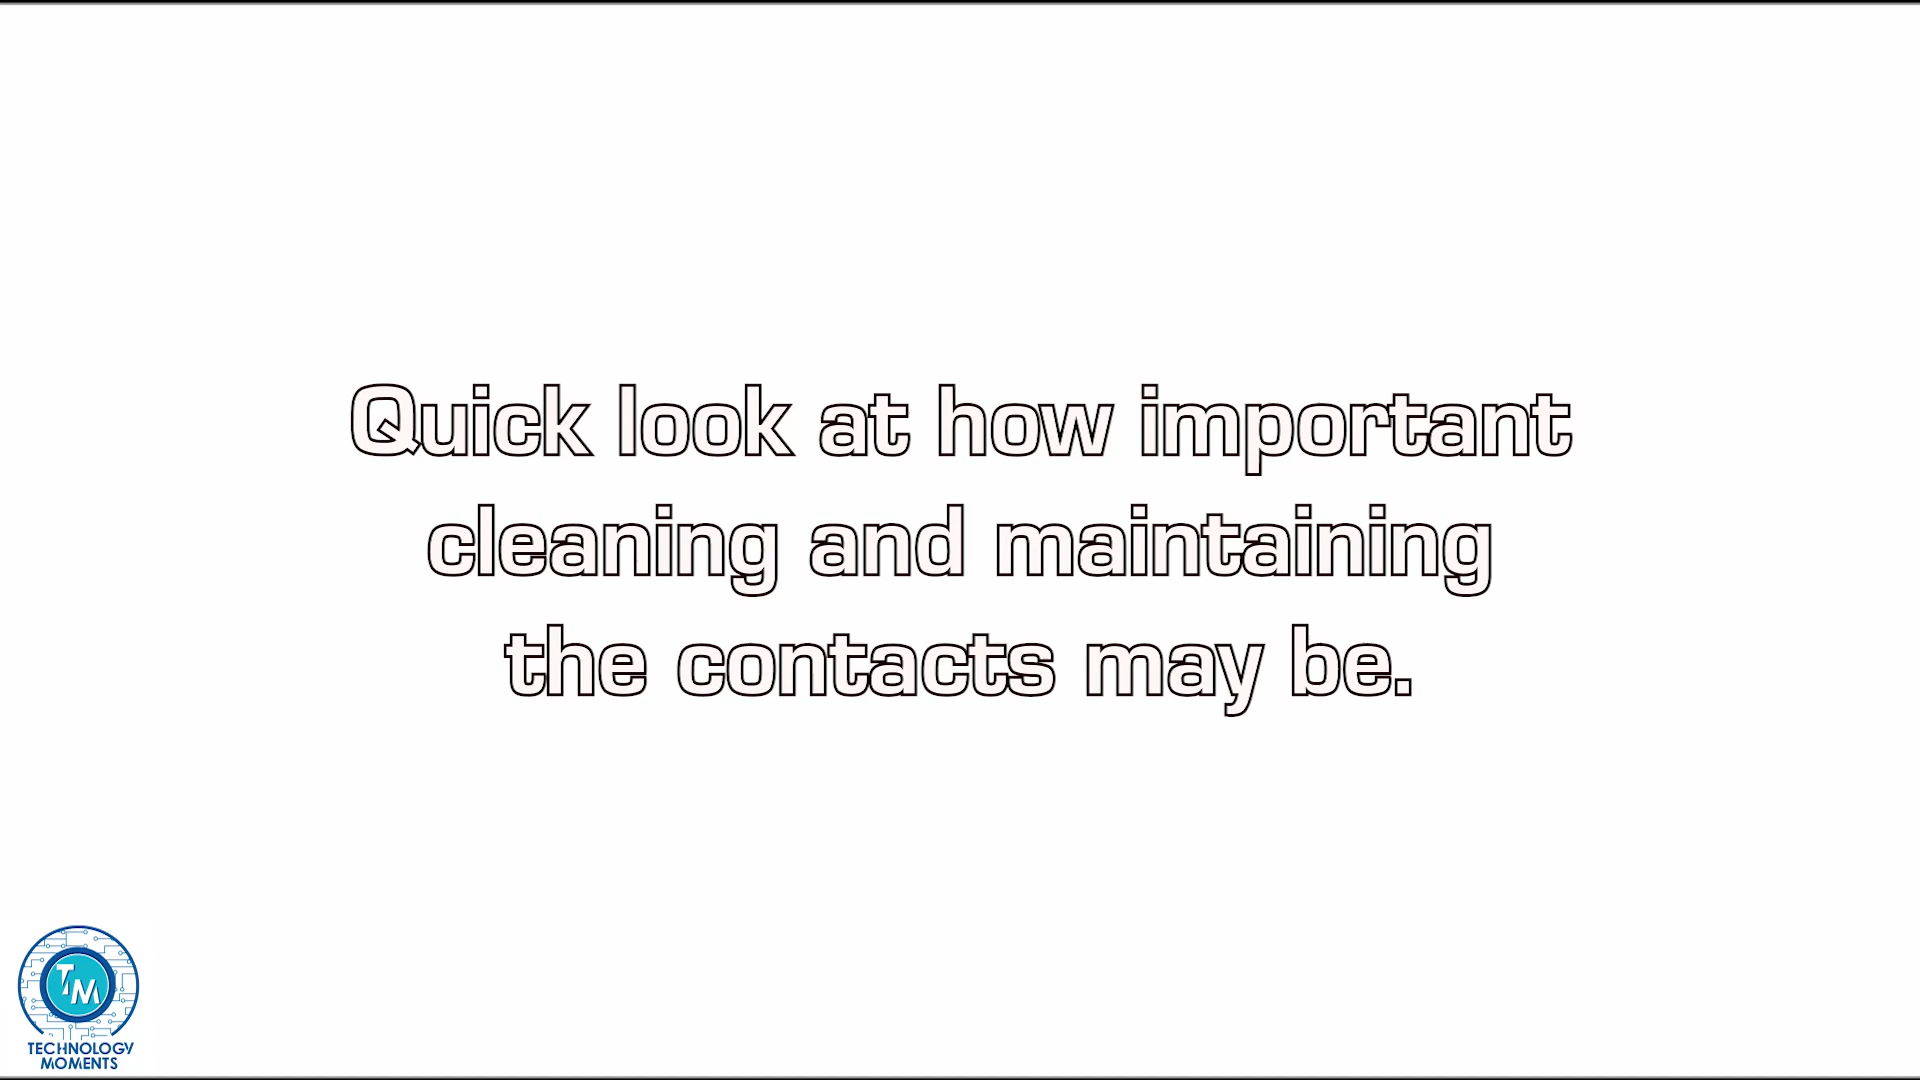 Quick look at how important
cleaning and maintaining
the contacts may be.
TM
TECHNOLOGY
MOMENTS